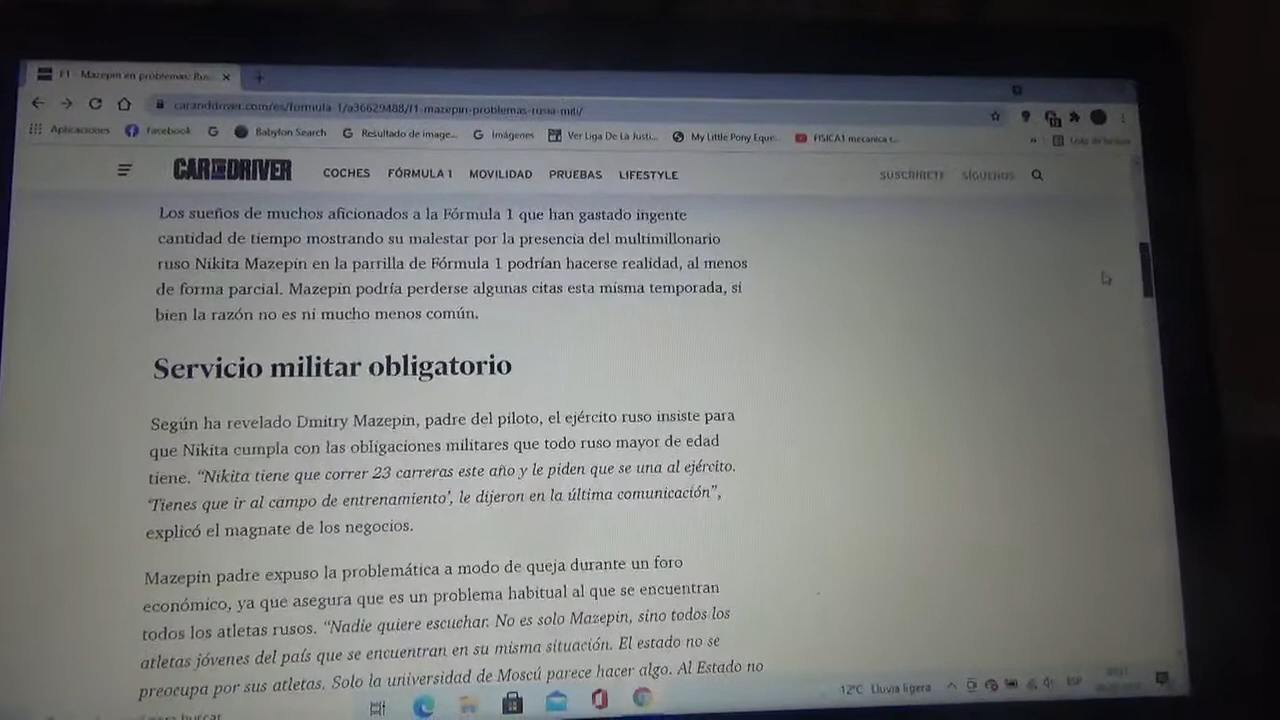 F1 - Mazepin en problemas: Rus
caranddriver.com/es/formula-1/a36629488/f1-mazepin-problemas-rusia-mili/
Aplicaciones Facebook Babylon Search Resultado de image... Imágenes Ver Liga De La Justi... My Little Pony Eque... FISICA1 mecanica t... »
CAR AND DRIVER COCHES FÓRMULA 1 MOVILIDAD PRUEBAS LIFESTYLE SUSCRÍBETE SÍGUENOS
Los sueños de muchos aficionados a la Fórmula 1 que han gastado ingente
cantidad de tiempo mostrando su malestar por la presencia del multimillonario
ruso Nikita Mazepin en la parrilla de Fórmula 1 podrían hacerse realidad, al menos
de forma parcial. Mazepin podría perderse algunas citas esta misma temporada, si
bien la razón no es ni mucho menos común.
Servicio militar obligatorio
Según ha revelado Dmitry Mazepin, padre del piloto, el ejército ruso insiste para
que Nikita cumpla con las obligaciones militares que todo ruso mayor de edad
tiene. “Nikita tiene que correr 23 carreras este año y le piden que se una al ejército.
‘Tienes que ir al campo de entrenamiento’, le dijeron en la última comunicación”,
explicó el magnate de los negocios.
Mazepin padre expuso la problemática a modo de queja durante un foro
económico, ya que asegura que es un problema habitual al que se encuentran
todos los atletas rusos. “Nadie quiere escuchar. No es solo Mazepin, sino todos los
atletas jóvenes del país que se encuentran en su misma situación. El estado no se
preocupa por sus atletas. Solo la universidad de Moscú parece hacer algo. Al Estado no
buscar
12°C Lluvia ligera ESP